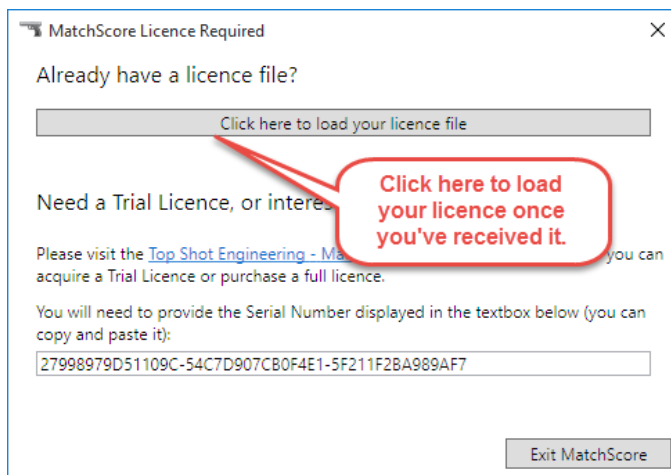 MatchScore Licence Required
Already have a licence file?
Click here to load your licence file
Click here to load
your licence once
you've received it.
Need a Trial Licence, or
Please visit the Top Shot Engineering - you can
acquire a Trial Licence or purchase a full licence.
You will need to provide the Serial Number displayed in the textbox below (you can
copy and paste it):
27998979D51109C-54C7D907CB0F4E1-5F211F2BA989AF7
Exit MatchScore